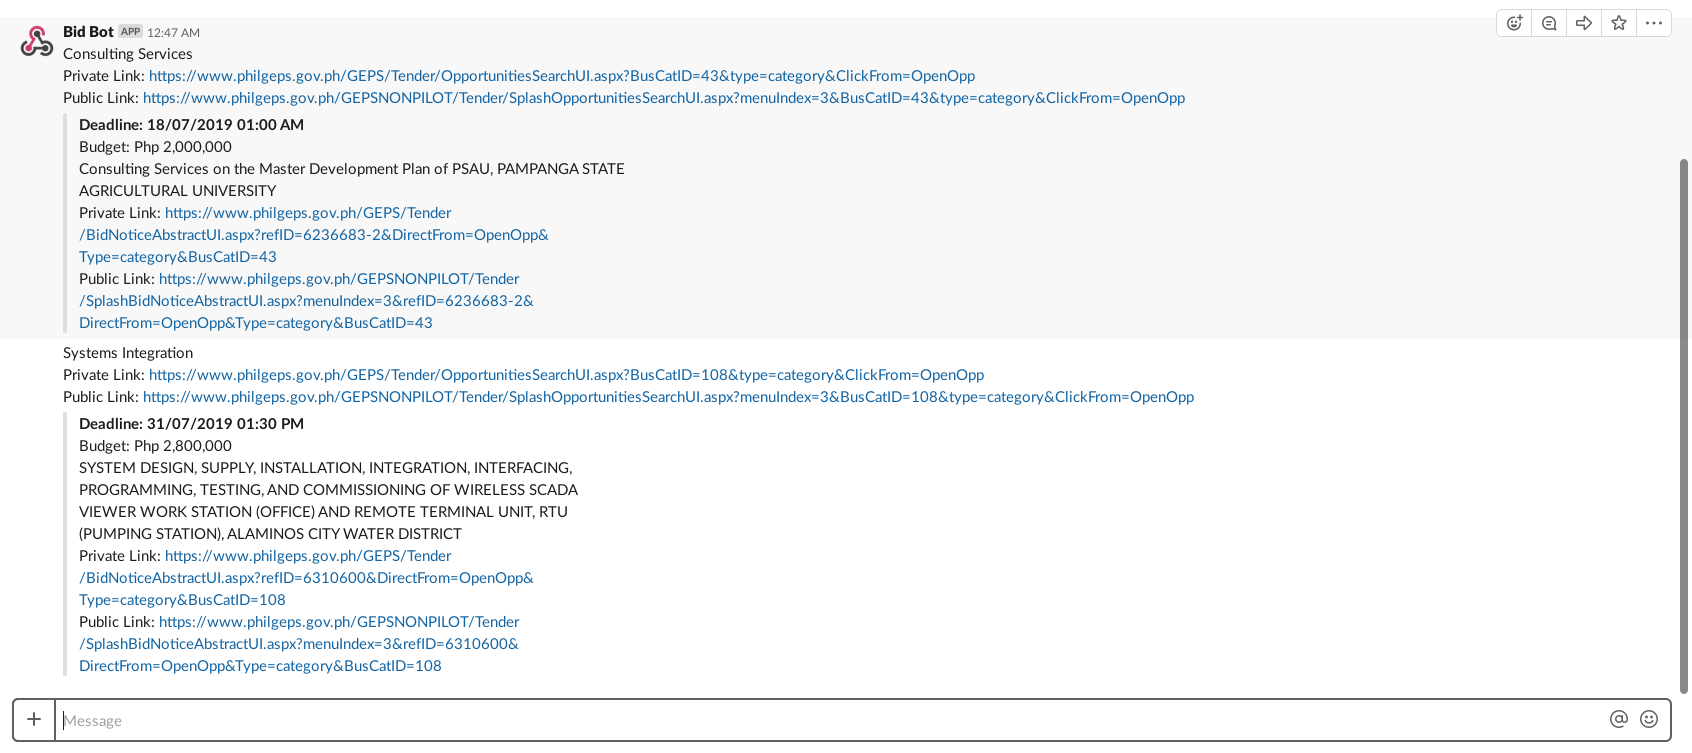 Bid Bot APP 12:47 AM
Consulting Services
Private Link: https://www.philgeps.gov.ph/GEPS/Tender/OpportunitiesSearchUI.aspx?BusCatID=43&type=category&ClickFrom=OpenOpp
Public Link: https://www.philgeps.gov.ph/GEPSNONPILOT/Tender/SplashOpportunitiesSearchUI.aspx?menuIndex=3&BusCatID=43&type=category&ClickFrom=OpenOpp
Deadline: 18/07/2019 01:00 AM
Budget: Php 2,000,000
Consulting Services on the Master Development Plan of PSAU, PAMPANGA STATE
AGRICULTURAL UNIVERSITY
Private Link: https://www.philgeps.gov.ph/GEPS/Tender
/BidNoticeAbstractUI.aspx?refID=6236683-2&DirectFrom=OpenOpp&
Type=category&BusCatID=43
Public Link: https://www.philgeps.gov.ph/GEPSNONPILOT/Tender
/SplashBidNoticeAbstractUI.aspx?menuIndex=3&refID=6236683-2&
DirectFrom=OpenOpp&Type=category&BusCatID=43
Systems Integration
Private Link: https://www.philgeps.gov.ph/GEPS/Tender/OpportunitiesSearchUI.aspx?BusCatID=108&type=category&ClickFrom=OpenOpp
Public Link: https://www.philgeps.gov.ph/GEPSNONPILOT/Tender/SplashOpportunitiesSearchUI.aspx?menuIndex=3&BusCatID=108&type=category&ClickFrom=OpenOpp
Deadline: 31/07/2019 01:30 PM
Budget: Php 2,800,000
SYSTEM DESIGN, SUPPLY, INSTALLATION, INTEGRATION, INTERFACING,
PROGRAMMING, TESTING, AND COMMISSIONING OF WIRELESS SCADA
VIEWER WORK STATION (OFFICE) AND REMOTE TERMINAL UNIT, RTU
(PUMPING STATION), ALAMINOS CITY WATER DISTRICT
Private Link: https://www.philgeps.gov.ph/GEPS/Tender
/BidNoticeAbstractUI.aspx?refID=6310600&DirectFrom=OpenOpp&
Type=category&BusCatID=108
Public Link: https://www.philgeps.gov.ph/GEPSNONPILOT/Tender
/SplashBidNoticeAbstractUI.aspx?menuIndex=3&refID=6310600&
DirectFrom=OpenOpp&Type=category&BusCatID=108
Message